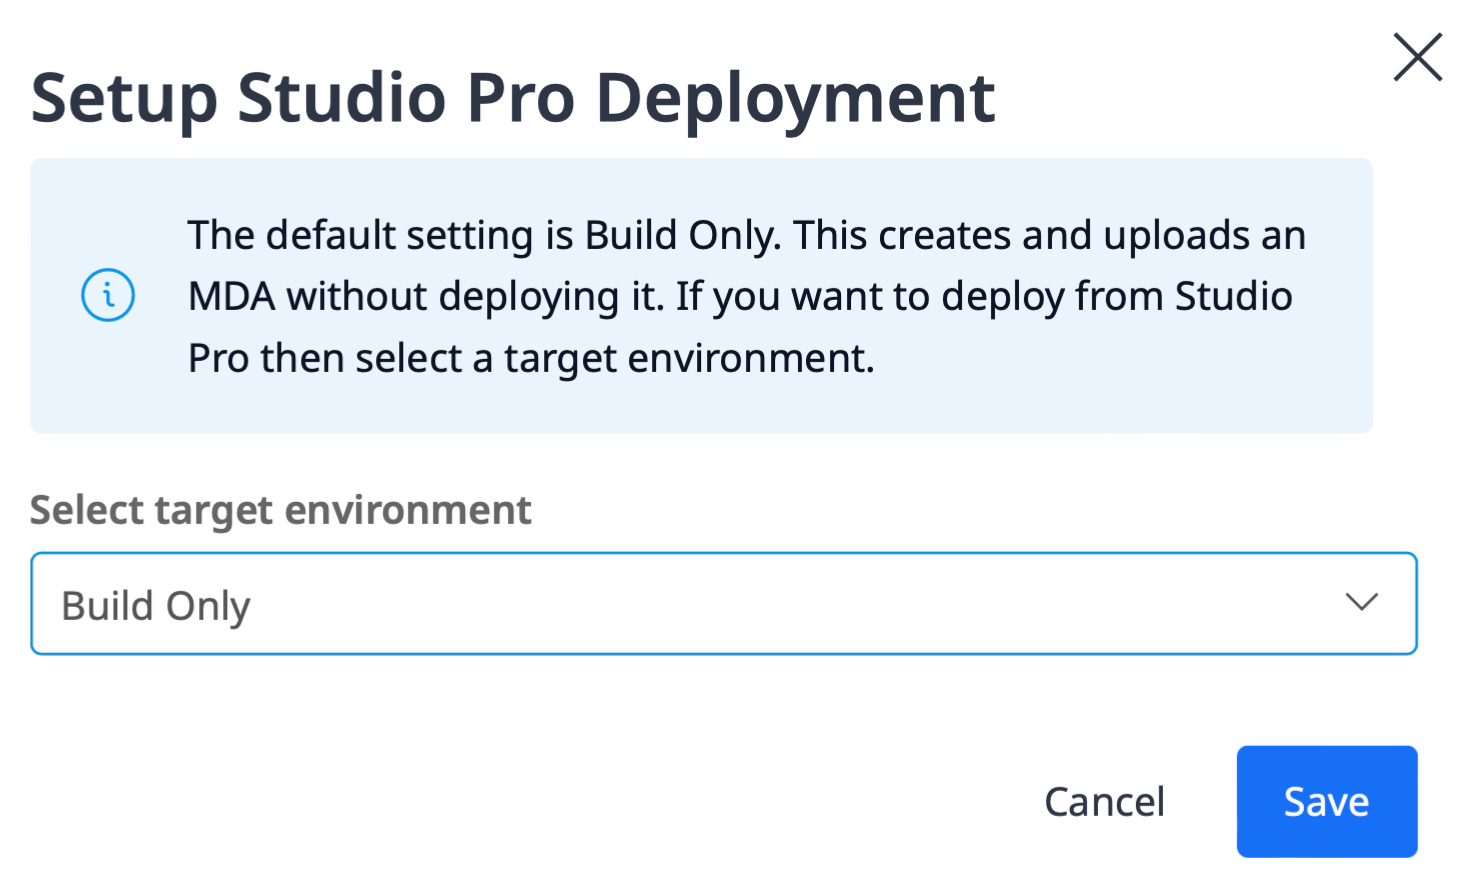 Setup Studio Pro Deployment
The default setting is Build Only. This creates and uploads an
MDA without deploying it. If you want to deploy from Studio
Pro then select a target environment.
Select target environment
Build Only
Cancel
Save